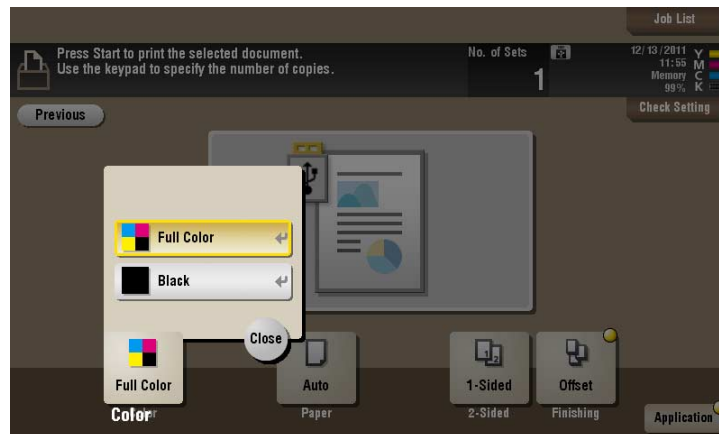 Job List
Press Start to print the selected document.
Use the keypad to specify the number of copies.
No. of Sets
1
12/13/2011
11:55
Memory
99%
Y
M
C
K
Previous
Check Setting
Full Color
Black
Close
Full Color
Auto
1-Sided
Offset
Color
Paper
2-Sided
Finishing
Application